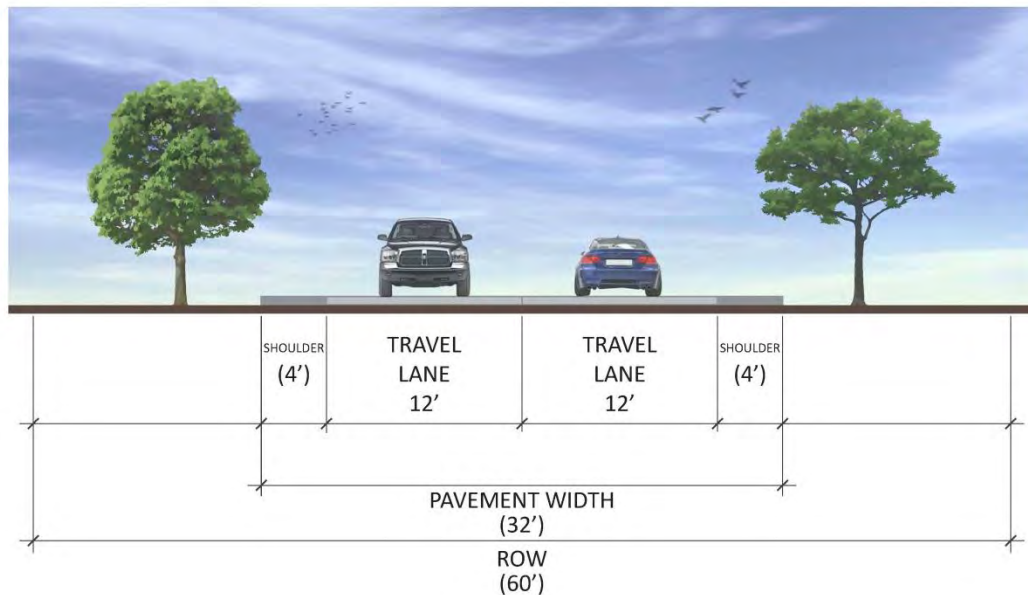 SHOULDER
(4’)
TRAVEL
LANE
12’
TRAVEL
LANE
12’
SHOULDER
(4’)
PAVEMENT WIDTH
(32’)
ROW
(60’)